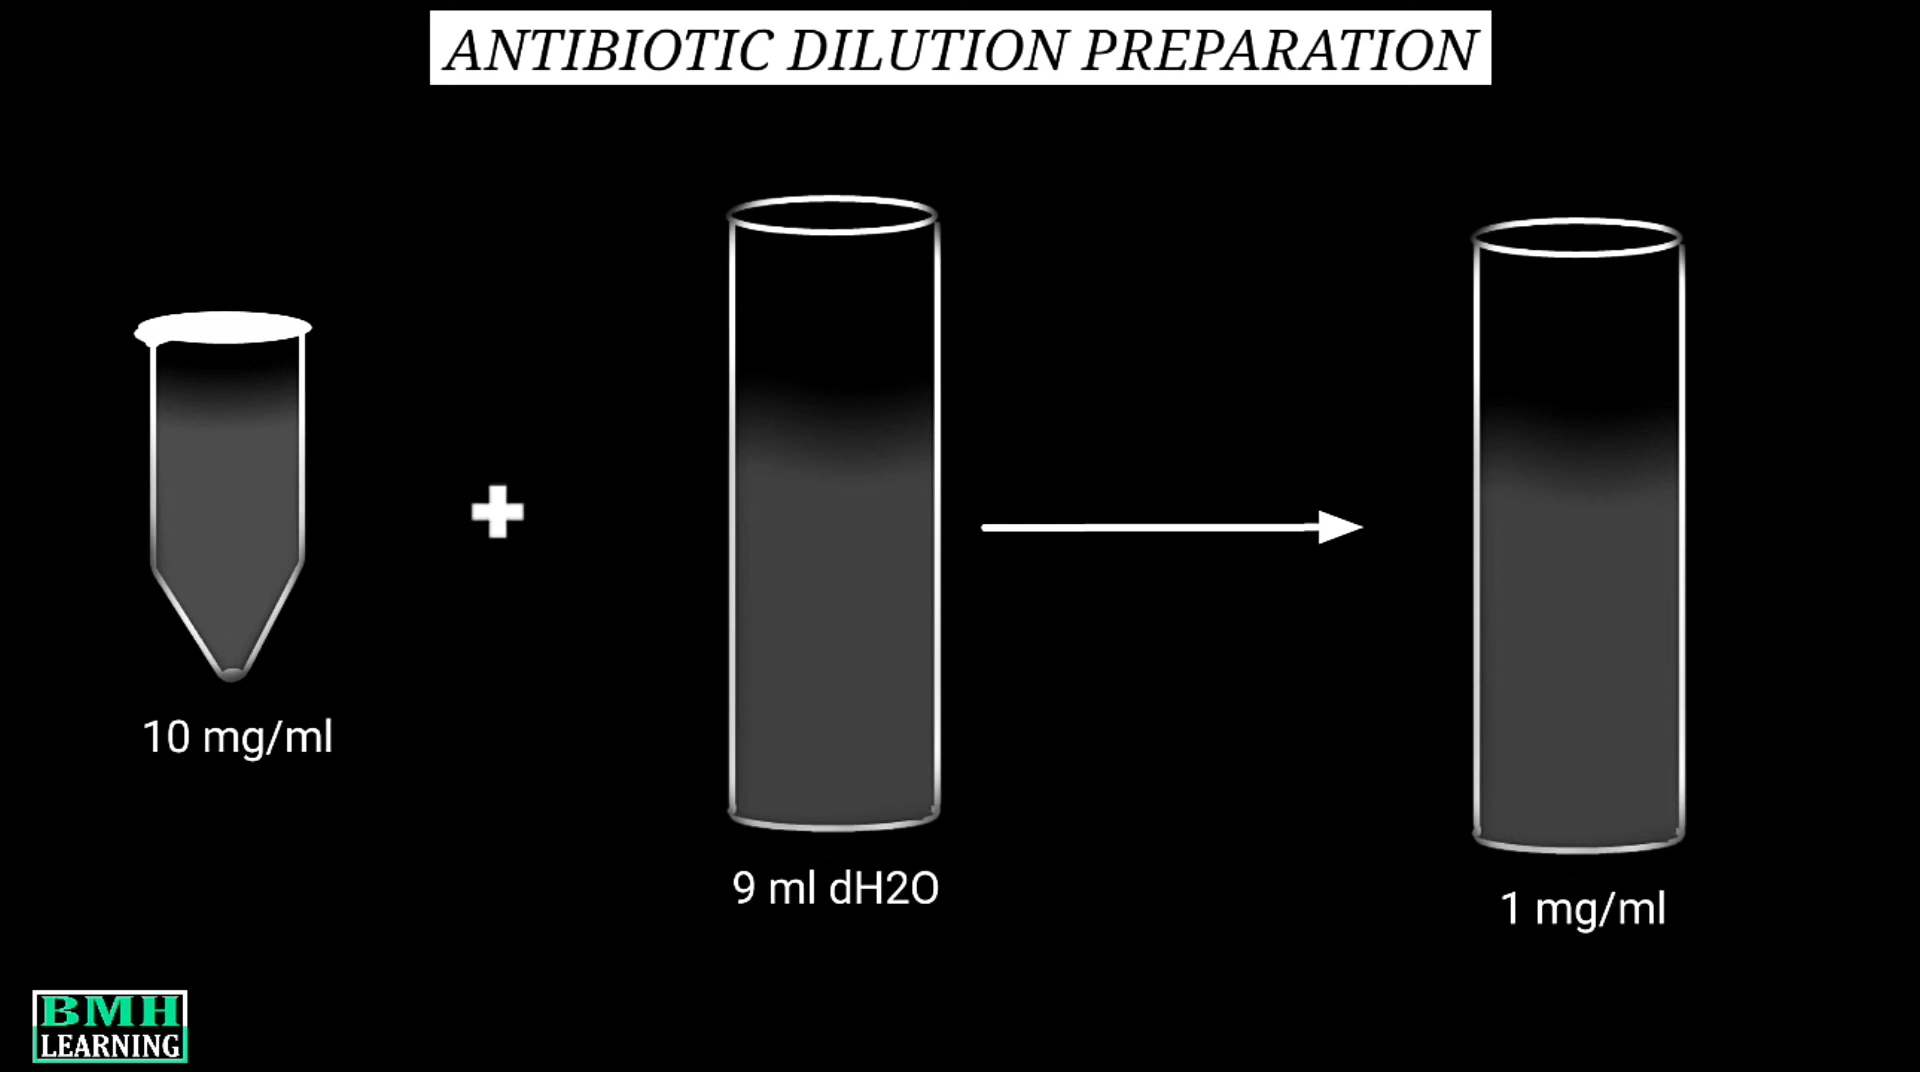 ANTIBIOTIC DILUTION PREPARATION
10 mg/ml
9 ml dH2O
1 mg/ml
BMH
LEARNING